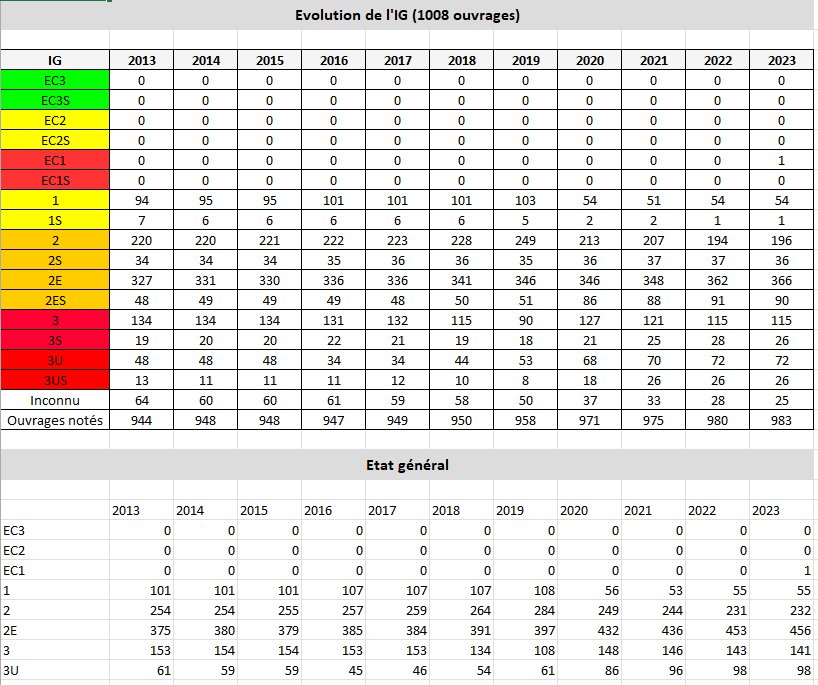 Evolution de l'IG (1008 ouvrages)
IG 2013 2014 2015 2016 2017 2018 2019 2020 2021 2022 2023
EC3 0 0 0 0 0 0 0 0 0 0 0
EC3S 0 0 0 0 0 0 0 0 0 0 0
EC2 0 0 0 0 0 0 0 0 0 0 0
EC2S 0 0 0 0 0 0 0 0 0 0 0
EC1 0 0 0 0 0 0 0 0 0 0 1
EC1S 0 0 0 0 0 0 0 0 0 0 0
1 94 95 95 101 101 101 103 54 51 54 54
1S 7 6 6 6 6 6 5 2 2 1 1
2 220 220 221 222 223 228 249 213 207 194 196
2S 34 34 34 35 36 36 35 36 37 37 36
2E 327 331 330 336 336 341 346 346 348 362 366
2ES 48 49 49 49 48 50 51 86 88 91 90
3 134 134 134 131 132 115 90 127 121 115 115
3S 19 20 20 22 21 19 18 21 25 28 26
3U 48 48 48 34 34 44 53 68 70 72 72
3US 13 11 11 11 12 10 8 18 26 26 26
Inconnu 64 60 60 61 59 58 50 37 33 28 25
Ouvrages notés 944 948 948 947 949 950 958 971 975 980 983
Etat général
2013 2014 2015 2016 2017 2018 2019 2020 2021 2022 2023
EC3 0 0 0 0 0 0 0 0 0 0 0
EC2 0 0 0 0 0 0 0 0 0 0 0
EC1 0 0 0 0 0 0 0 0 0 0 1
1 101 101 101 107 107 107 108 56 53 55 55
2 254 254 255 257 259 264 284 249 244 231 232
2E 375 380 379 385 384 391 397 432 436 453 456
3 153 154 154 153 153 134 108 148 146 143 141
3U 61 59 59 45 46 54 61 86 96 98 98